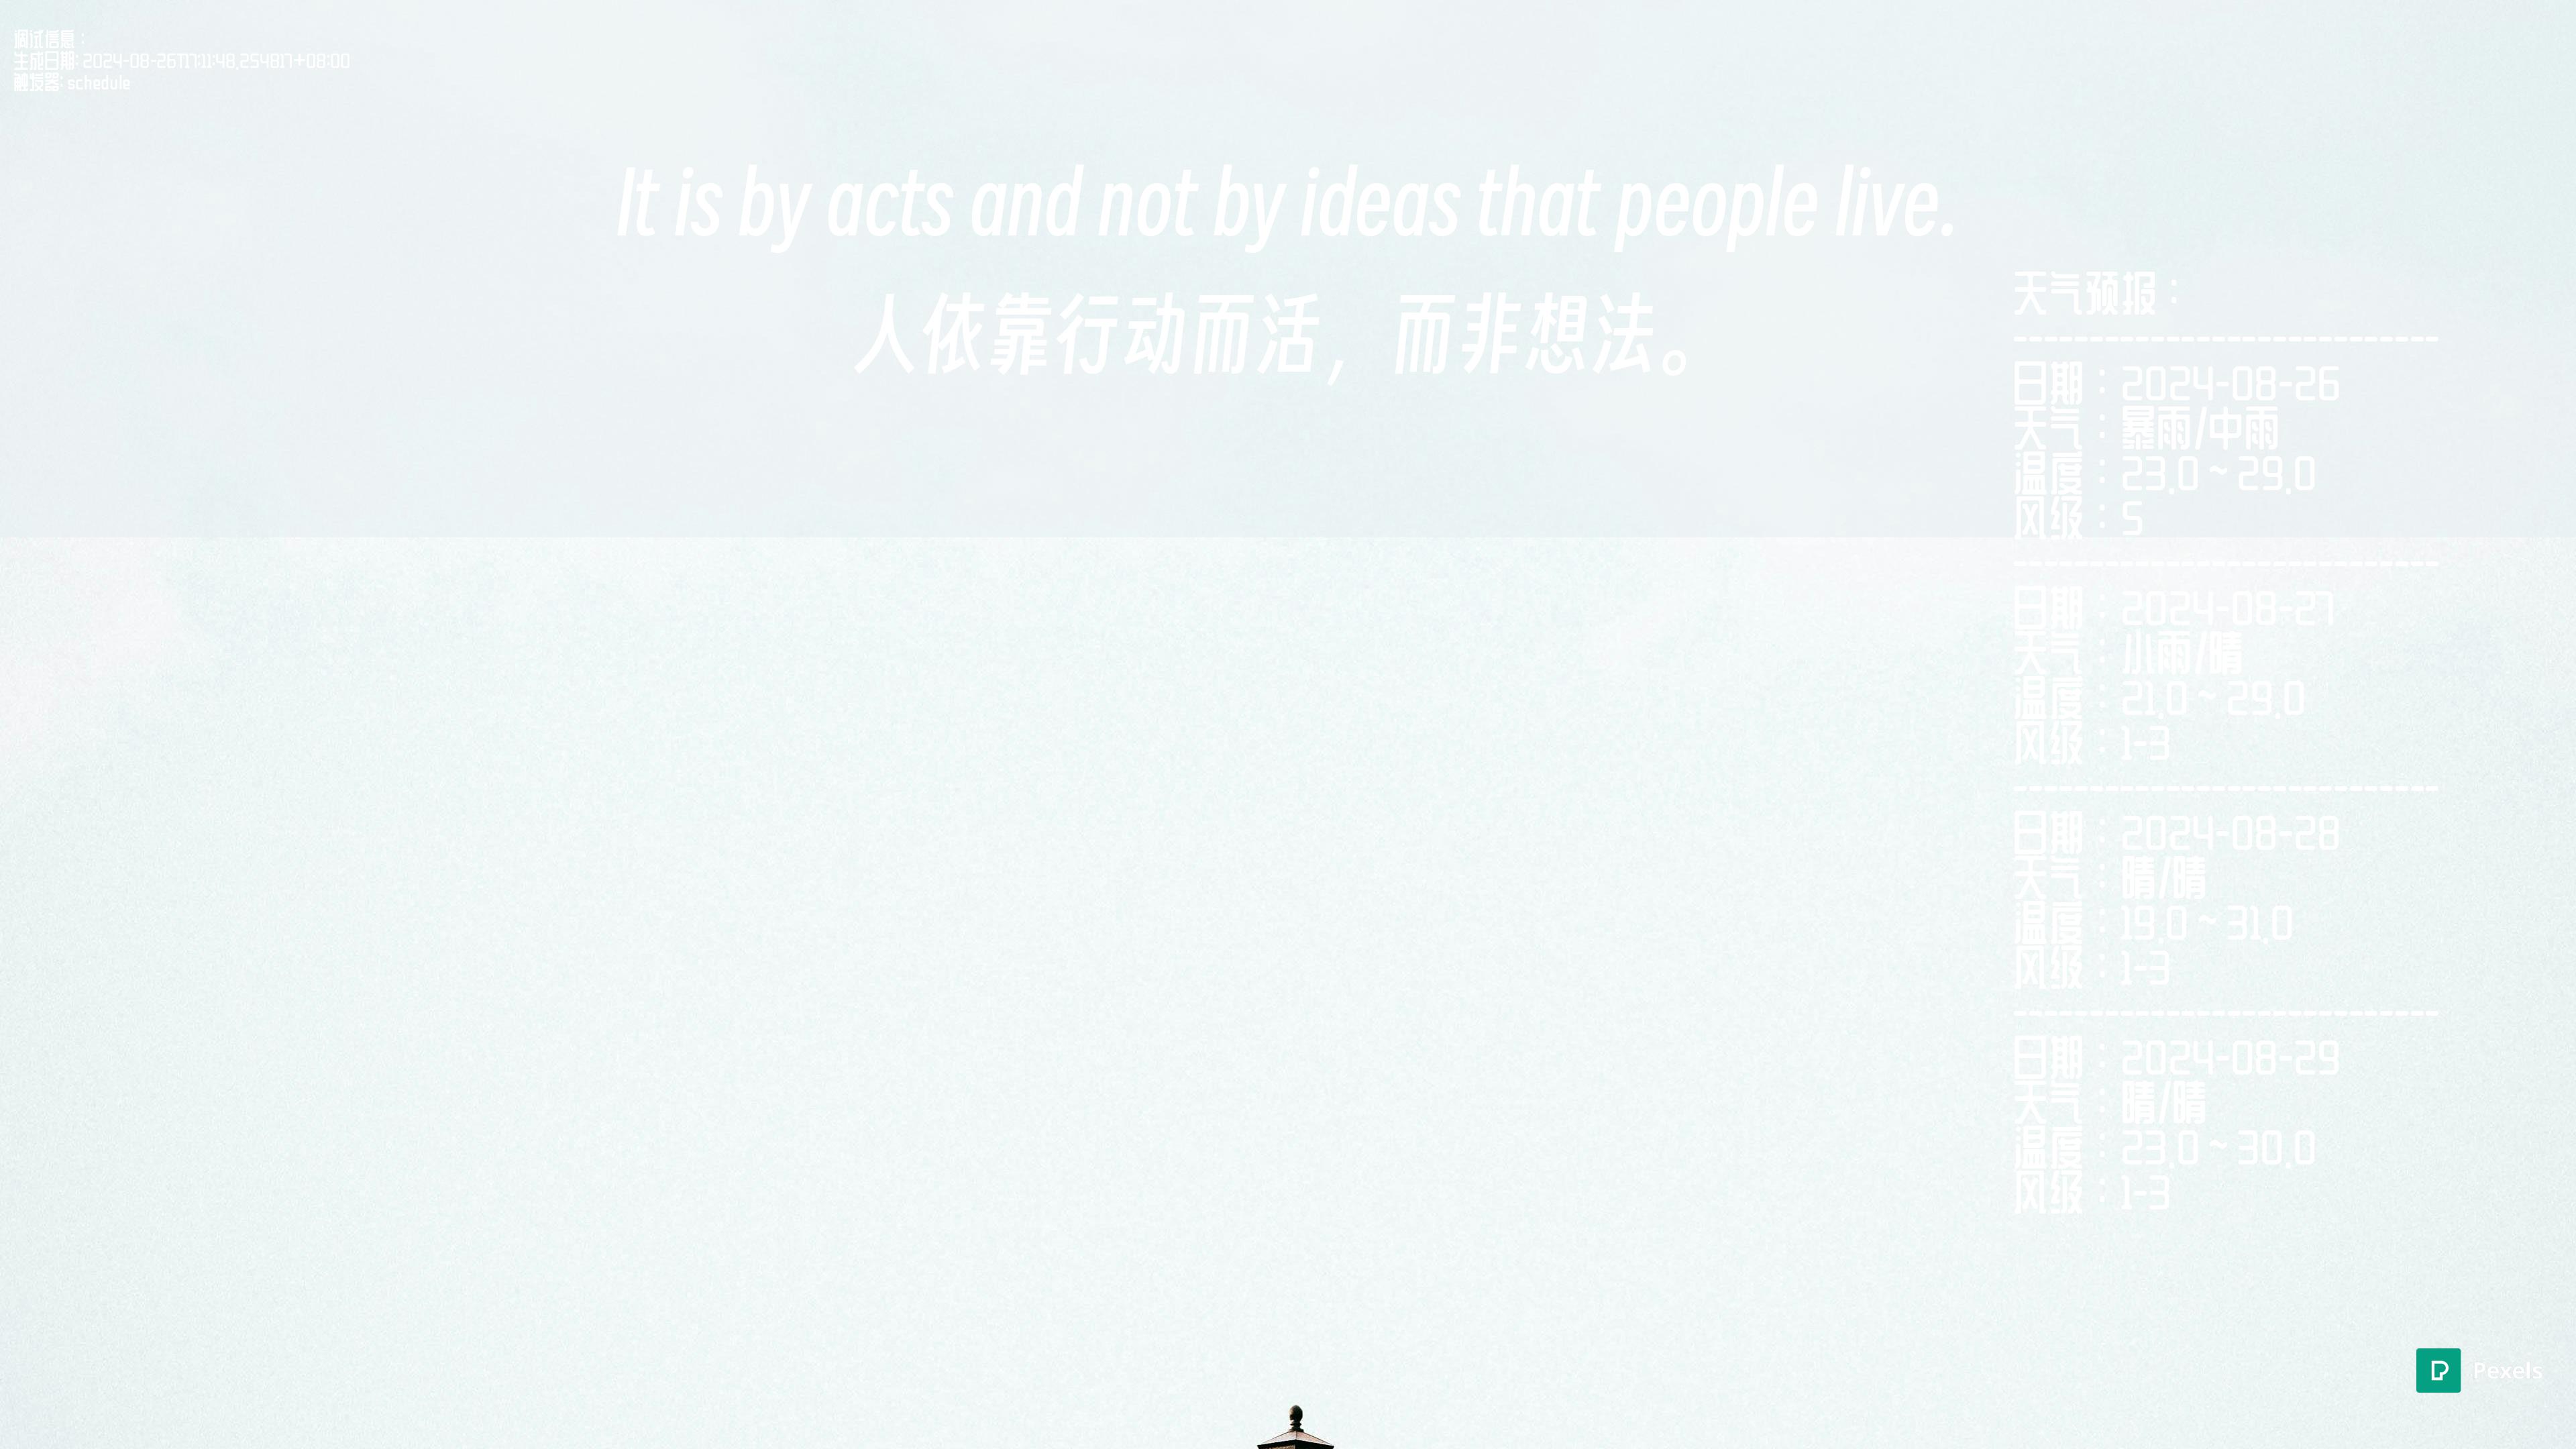 调试信息：
生成日期: 2024-08-26T17:11:48.254817+08:00
触发器: schedule
It is by acts and not by ideas that people live.
人依靠行动而活，而非想法。
天气预报：
----------------------------
日期：2024-08-26
天气：暴雨/中雨
温度：23.0 ~ 29.0
风级：5
----------------------------
日期：2024-08-27
天气：小雨/晴
温度：21.0 ~ 29.0
风级：1-3
----------------------------
日期：2024-08-28
天气：晴/晴
温度：19.0 ~ 31.0
风级：1-3
----------------------------
日期：2024-08-29
天气：晴/晴
温度：23.0 ~ 30.0
风级：1-3
Pexels